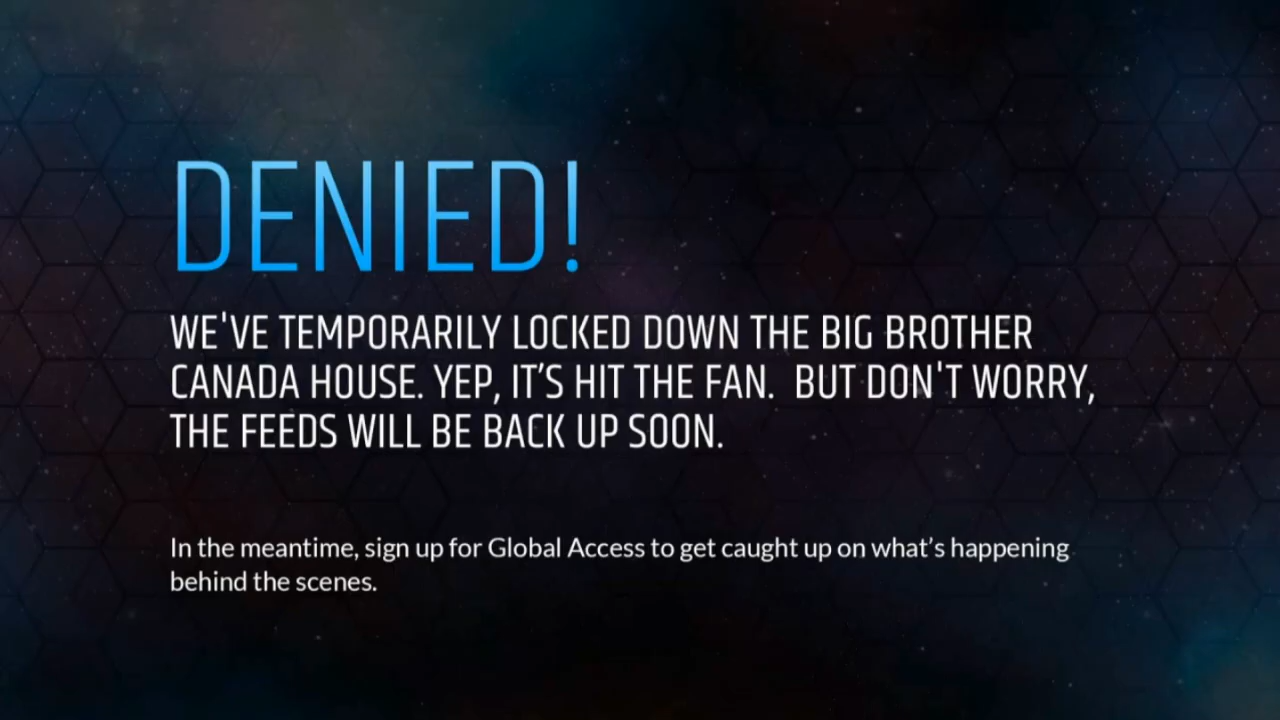 DENIED!
WE'VE TEMPORARILY LOCKED DOWN THE BIG BROTHER
CANADA HOUSE. YEP, IT’S HIT THE FAN.  BUT DON'T WORRY,
THE FEEDS WILL BE BACK UP SOON.
In the meantime, sign up for Global Access to get caught up on what’s happening
behind the scenes.